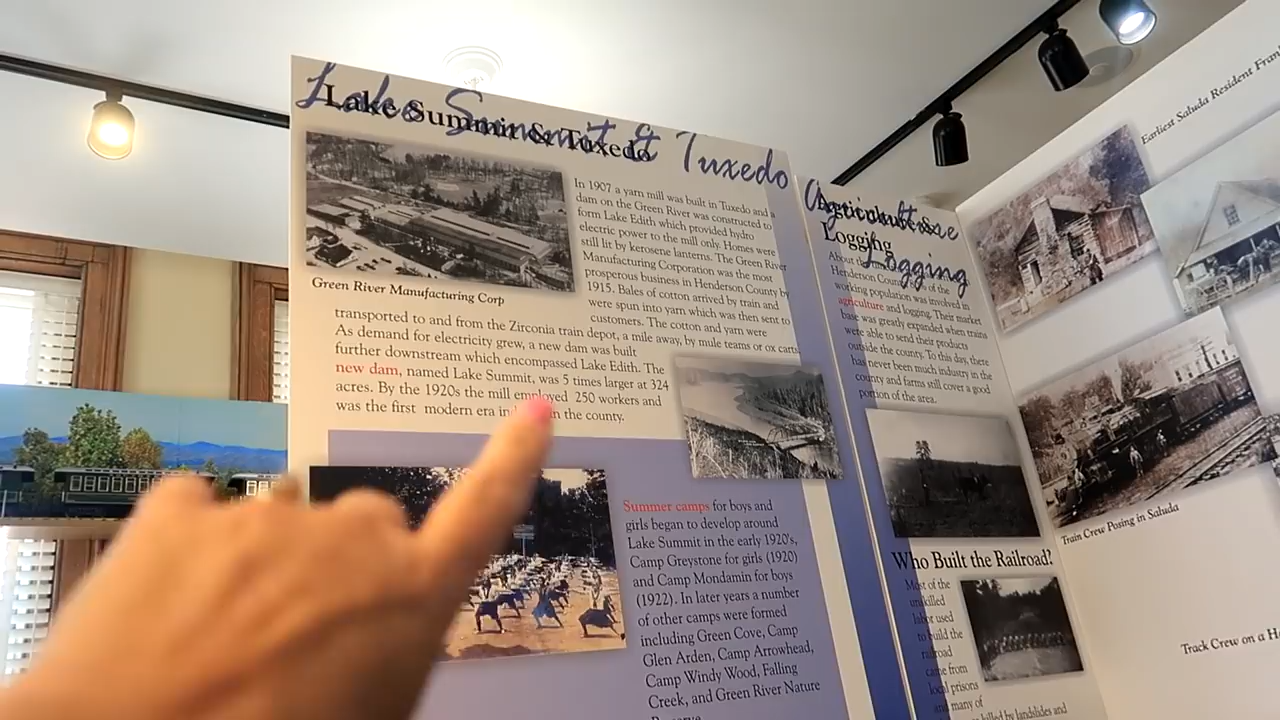 Lake Summit & Tuxedo
Lake Summit & Tuxedo
In 1907 a yarn mill was built in Tuxedo and a
dam on the Green River was constructed to
form Lake Edith which provided hydro
electric power to the mill only. Homes were
still lit by kerosene lanterns. The Green River
Manufacturing Corporation was the most
prosperous business in Henderson County by
1915. Bales of cotton arrived by train and
were spun into yarn which was then sent to
customers. The cotton and yarn were
Green River Manufacturing Corp
transported to and from the Zirconia train depot, a mile away, by mule teams or ox carts
As demand for electricity grew, a new dam was built
further downstream which encompassed Lake Edith. The
new dam, named Lake Summit, was 5 times larger at 324
acres. By the 1920s the mill employed 250 workers and
was the first modern era in the county.
Summer camps for boys and
girls began to develop around
Lake Summit in the early 1920's,
Camp Greystone for girls (1920)
and Camp Mondamin for boys
(1922). In later years a number
of other camps were formed
including Green Cove, Camp
Glen Arden, Camp Arrowhead,
Camp Windy Wood, Falling
Creek, and Green River Nature
Preserve.
Agriculture &
Logging
Agriculture
Logging
About of the
Henderson County's
working population was involved in
agriculture and logging. Their market
base was greatly expanded when trains
were able to send their products
outside the county. To this day, there
has never been much industry in the
county and farms still cover a good
portion of the area.
Who Built the Railroad?
Most of the
unskilled
labor used
to build the
railroad
came from
local prisons
and many of
killed by landslides and
Earliest Saluda Resident
Train Crew Posing in Saluda
Track Crew on a